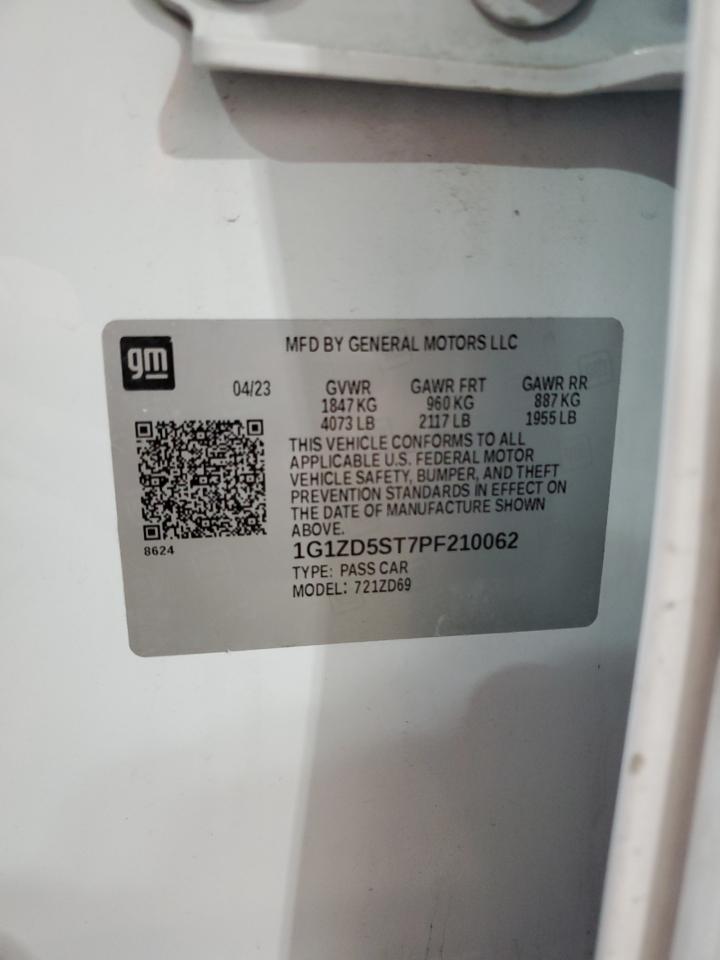 gm
MFD BY GENERAL MOTORS LLC
04/23 GVWR GAWR FRT GAWR RR
1847 KG 960 KG 887 KG
4073 LB 2117 LB 1955 LB
THIS VEHICLE CONFORMS TO ALL
APPLICABLE U.S. FEDERAL MOTOR
VEHICLE SAFETY, BUMPER, AND THEFT
PREVENTION STANDARDS IN EFFECT ON
THE DATE OF MANUFACTURE SHOWN
ABOVE.
8624
1G1ZD5ST7PF210062
TYPE: PASS CAR
MODEL: 721ZD69